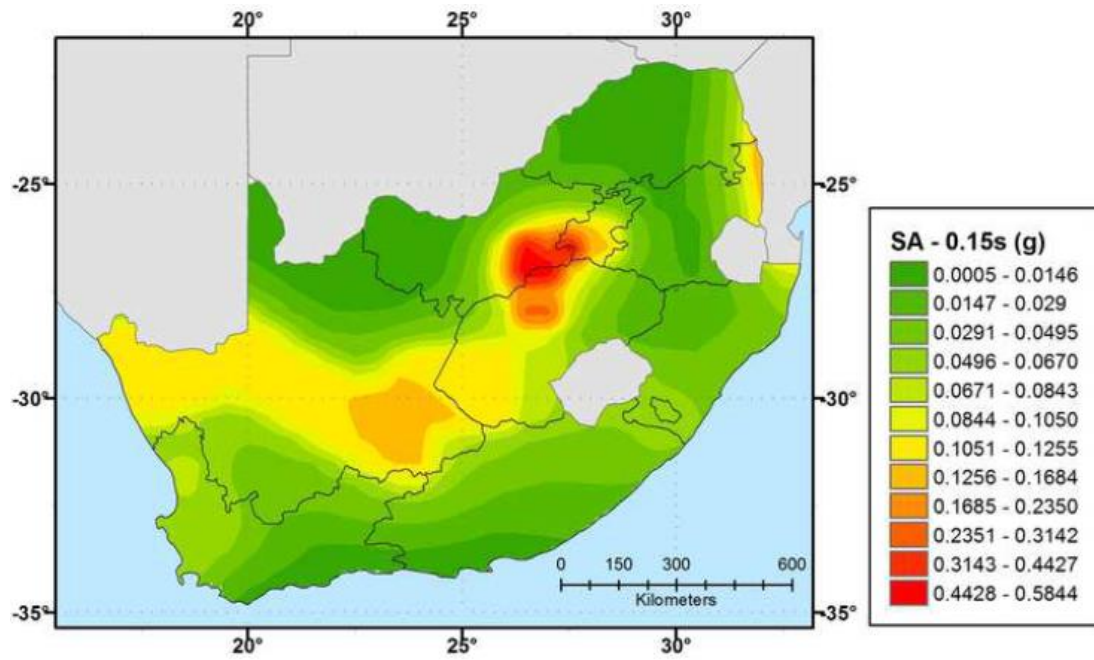 20° 25° 30°
-25° -25°
-30° -30°
-35° -35°
20° 25° 30°
0 150 300 600
Kilometers
SA - 0.15s (g)
0.0005 - 0.0146
0.0147 - 0.029
0.0291 - 0.0495
0.0496 - 0.0670
0.0671 - 0.0843
0.0844 - 0.1050
0.1051 - 0.1255
0.1256 - 0.1684
0.1685 - 0.2350
0.2351 - 0.3142
0.3143 - 0.4427
0.4428 - 0.5844